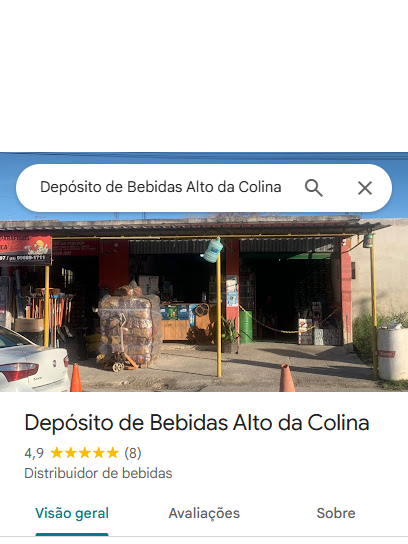 Depósito de Bebidas Alto da Colina
Depósito de Bebidas Alto da Colina
4,9 (8)
Distribuidor de bebidas
Visão geral Avaliações Sobre